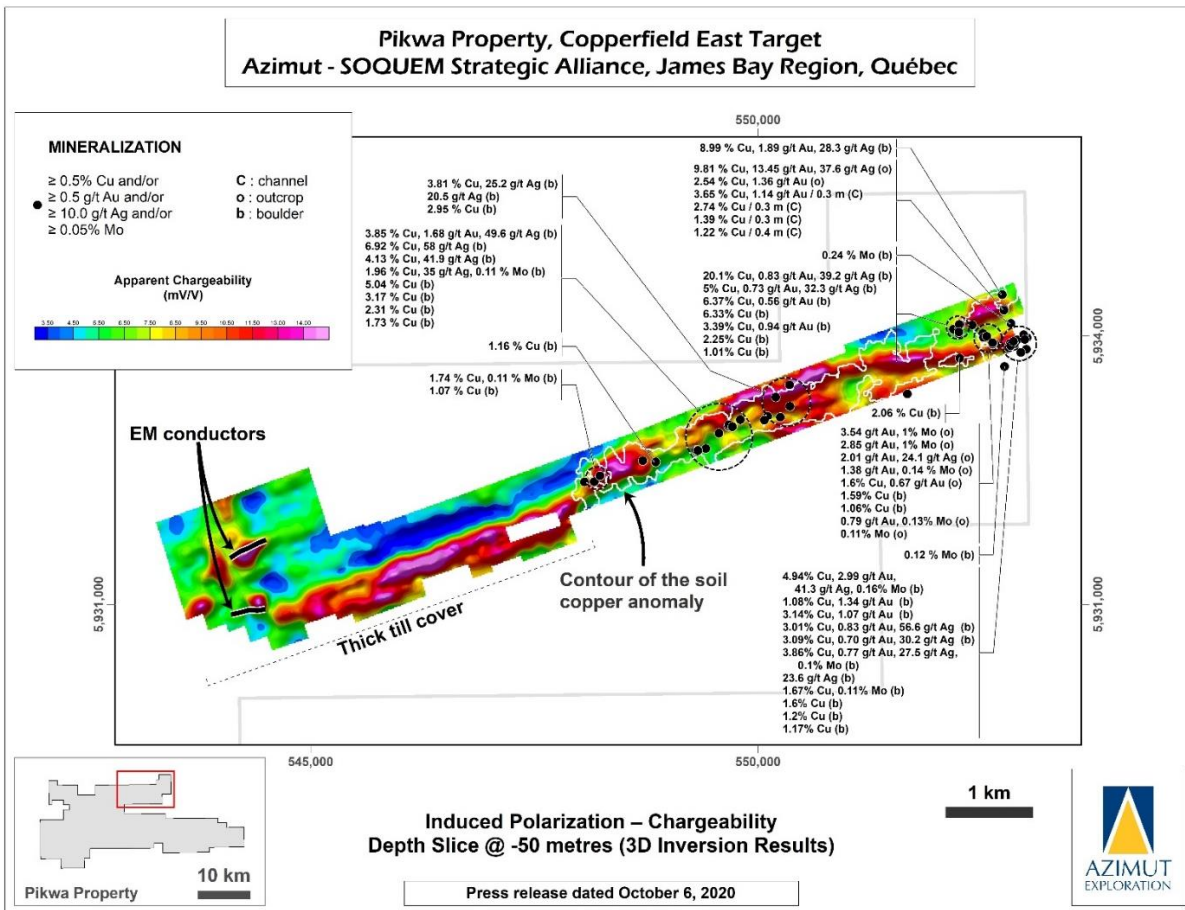 Pikwa Property, Copperfield East Target
Azimut - SOQUEM Strategic Alliance, James Bay Region, Québec
MINERALIZATION
≥ 0.5% Cu and/or
≥ 0.5 g/t Au and/or
≥ 10.0 g/t Ag and/or
≥ 0.05% Mo
C : channel
o : outcrop
b : boulder
Apparent Chargeability
(mV/V)
3.50 5.00 6.50 8.00 9.50 11.00 12.50 14.00
550,000
8.99 % Cu, 1.89 g/t Au, 28.3 g/t Ag (b)
9.81 % Cu, 13.45 g/t Au, 37.6 g/t Ag (o)
2.54 % Cu, 1.36 g/t Au (o)
3.65 % Cu, 1.14 g/t Au / 0.3 m (C)
2.74 % Cu / 0.3 m (C)
1.39 % Cu / 0.3 m (C)
1.22 % Cu / 0.4 m (C)
3.81 % Cu, 25.2 g/t Ag (b)
20.5 g/t Ag (b)
2.95 % Cu (b)
3.85 % Cu, 1.68 g/t Au, 49.6 g/t Ag (b)
6.92 % Cu, 58 g/t Ag (b)
4.13 % Cu, 41.9 g/t Ag (b)
1.96 % Cu, 35 g/t Ag, 0.11 % Mo (b)
5.04 % Cu (b)
3.17 % Cu (b)
2.31 % Cu (b)
1.73 % Cu (b)
0.24 % Mo (b)
20.1% Cu, 0.83 g/t Au, 39.2 g/t Ag (b)
5% Cu, 0.73 g/t Au, 32.3 g/t Ag (b)
6.37% Cu, 0.56 g/t Au (b)
6.33% Cu (b)
3.39% Cu, 0.94 g/t Au (b)
2.25% Cu (b)
1.01% Cu (b)
1.16 % Cu (b)
1.74 % Cu, 0.11 % Mo (b)
1.07 % Cu (b)
5,934,000
EM conductors
2.06 % Cu (b)
3.54 g/t Au, 1% Mo (o)
2.85 g/t Au, 1% Mo (o)
2.01 g/t Au, 24.1 g/t Ag (o)
1.38 g/t Au, 0.14 % Mo (o)
1.6% Cu, 0.67 g/t Au (o)
1.59% Cu (b)
1.06% Cu (b)
0.79 g/t Au, 0.13% Mo (o)
0.11% Mo (o)
0.12 % Mo (b)
Contour of the soil
copper anomaly
Thick till cover
5,931,000
5,931,000
4.94% Cu, 2.99 g/t Au,
41.3 g/t Ag, 0.16% Mo (b)
1.08% Cu, 1.34 g/t Au (b)
3.14% Cu, 1.07 g/t Au (b)
3.01% Cu, 0.83 g/t Au, 56.6 g/t Ag (b)
3.09% Cu, 0.70 g/t Au, 30.2 g/t Ag (b)
3.86% Cu, 0.77 g/t Au, 27.5 g/t Ag,
0.1% Mo (b)
23.6 g/t Ag (b)
1.67% Cu, 0.11% Mo (b)
1.6% Cu (b)
1.2% Cu (b)
1.17% Cu (b)
545,000
550,000
Pikwa Property
10 km
Induced Polarization – Chargeability
Depth Slice @ -50 metres (3D Inversion Results)
Press release dated October 6, 2020
1 km
AZIMUT
EXPLORATION